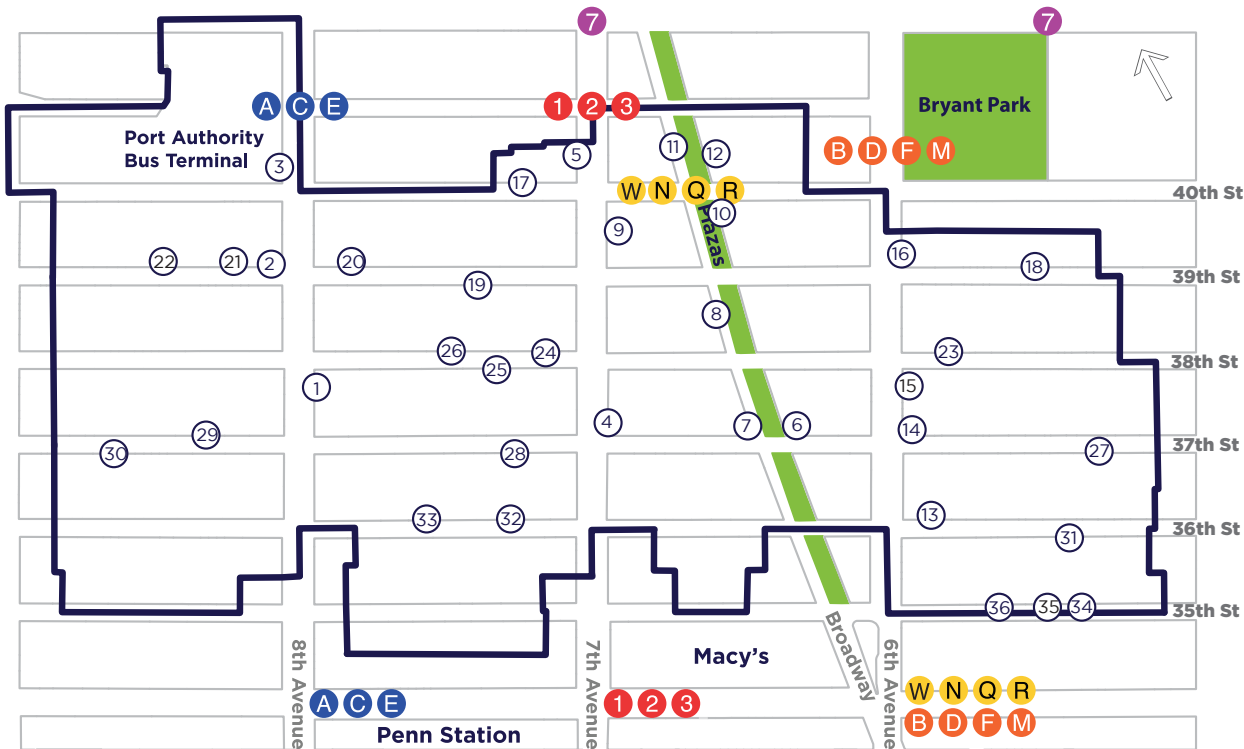 7
7
A C E
1 2 3
Bryant Park
Port Authority
Bus Terminal
3
5
11
12
B D F M
17
W N Q R
40th St
Plazas
10
9
22
21
2
20
16
18
19
39th St
8
26
25
24
23
38th St
1
15
4
7
6
14
29
30
28
27
37th St
33
32
13
31
36th St
36
35
34
35th St
8th Avenue
7th Avenue
Macy's
Broadway
6th Avenue
A C E
1 2 3
W N Q R
B D F M
Penn Station